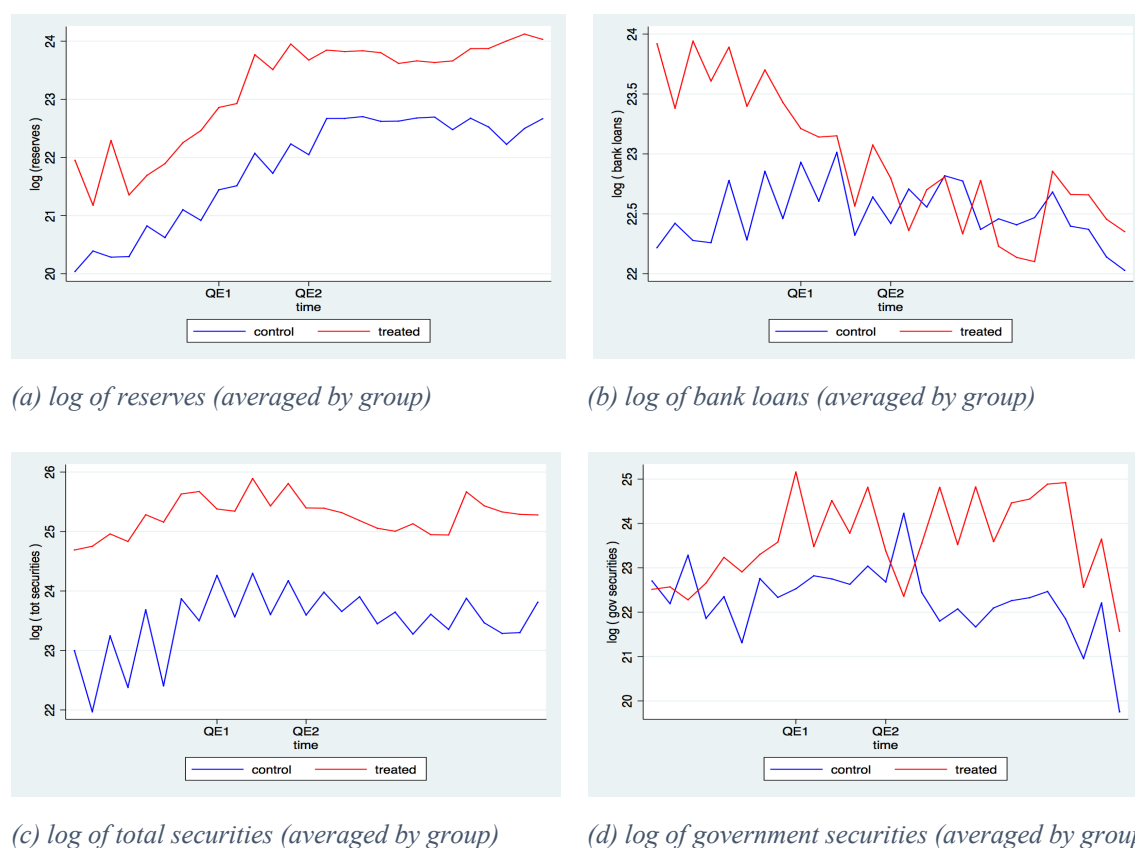 log (reserves )
24
23
22
21
20
QE1
QE2
time
control
treated
log ( bank loans )
24
23.5
23
22.5
22
QE1
QE2
time
control
treated
(a) log of reserves (averaged by group)
(b) log of bank loans (averaged by group)
log ( tot securities )
26
25
24
23
22
QE1
QE2
time
control
treated
log ( gov securities )
25
24
23
22
21
20
QE1
QE2
time
control
treated
(c) log of total securities (averaged by group)
(d) log of government securities (averaged by group